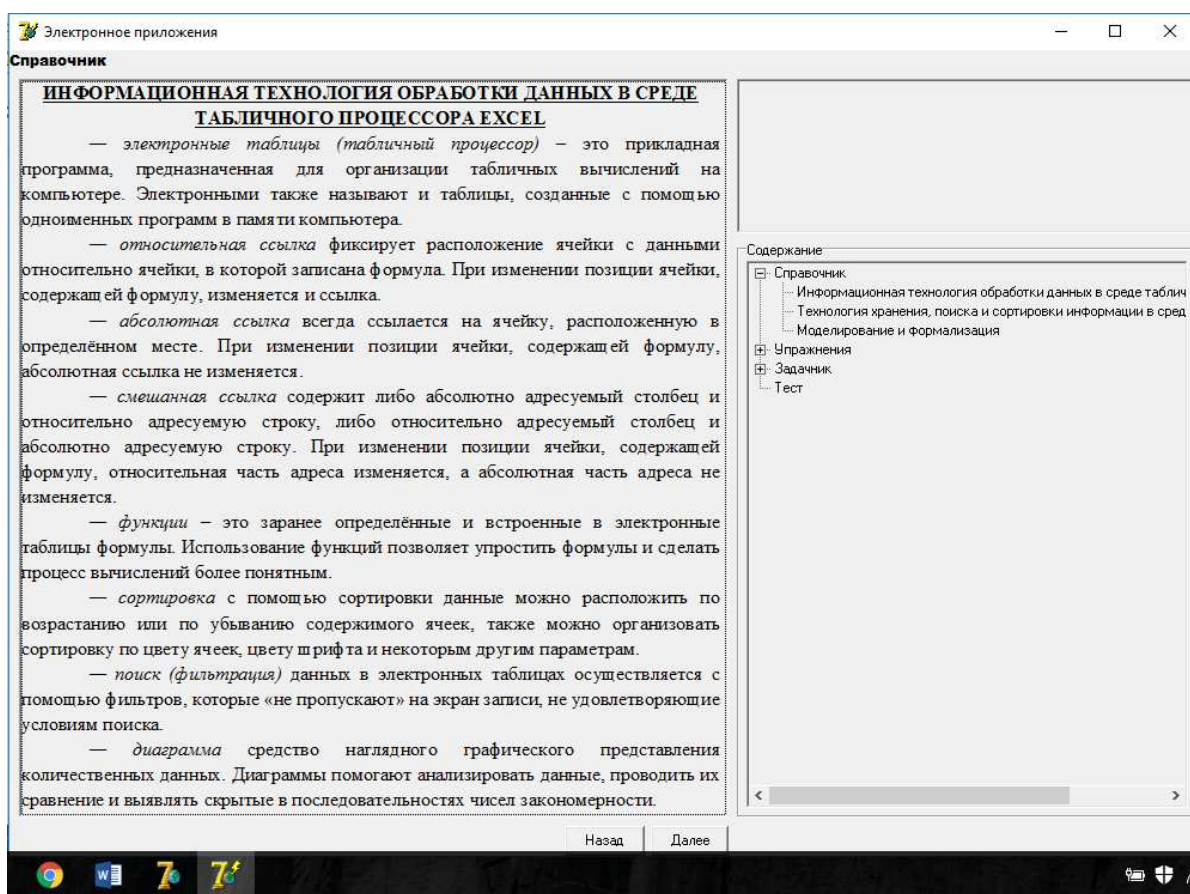 Электронное приложения
Справочник
ИНФОРМАЦИОННАЯ ТЕХНОЛОГИЯ ОБРАБОТКИ ДАННЫХ В СРЕДЕ
ТАБЛИЧНОГО ПРОЦЕССОРА EXCEL
— электронные таблицы (табличный процессор) – это прикладная
программа, предназначенная для организации табличных вычислений на
компьютере. Электронными также называют и таблицы, созданные с помощью
одноименных программ в памяти компьютера.
— относительная ссылка фиксирует расположение ячейки с данными
относительно ячейки, в которой записана формула. При изменении позиции ячейки,
содержащей формулу, изменяется и ссылка.
— абсолютная ссылка всегда ссылается на ячейку, расположенную в
определённом месте. При изменении позиции ячейки, содержащей формулу,
абсолютная ссылка не изменяется.
— смешанная ссылка содержит либо абсолютно адресуемый столбец и
относительно адресуемую строку, либо относительно адресуемый столбец и
абсолютно адресуемую строку. При изменении позиции ячейки, содержащей
формулу, относительная часть адреса изменяется, а абсолютная часть адреса не
изменяется.
— функции – это заранее определённые и встроенные в электронные
таблицы формулы. Использование функций позволяет упростить формулы и сделать
процесс вычислений более понятным.
— сортировка с помощью сортировки данные можно расположить по
возрастанию или по убыванию содержимого ячеек, также можно организовать
сортировку по цвету ячеек, цвету шрифта и некоторым другим параметрам.
— поиск (фильтрация) данных в электронных таблицах осуществляется с
помощью фильтров, которые «не пропускают» на экран записи, не удовлетворяющие
условиям поиска.
— диаграмма средство наглядного графического представления
количественных данных. Диаграммы помогают анализировать данные, проводить их
сравнение и выявлять скрытые в последовательностях чисел закономерности.
Содержание
Справочник
Информационная технология обработки данных в среде таблич
Технология хранения, поиска и сортировки информации в сред
Моделирование и формализация
Упражнения
Задачник
Тест
Назад
Далее